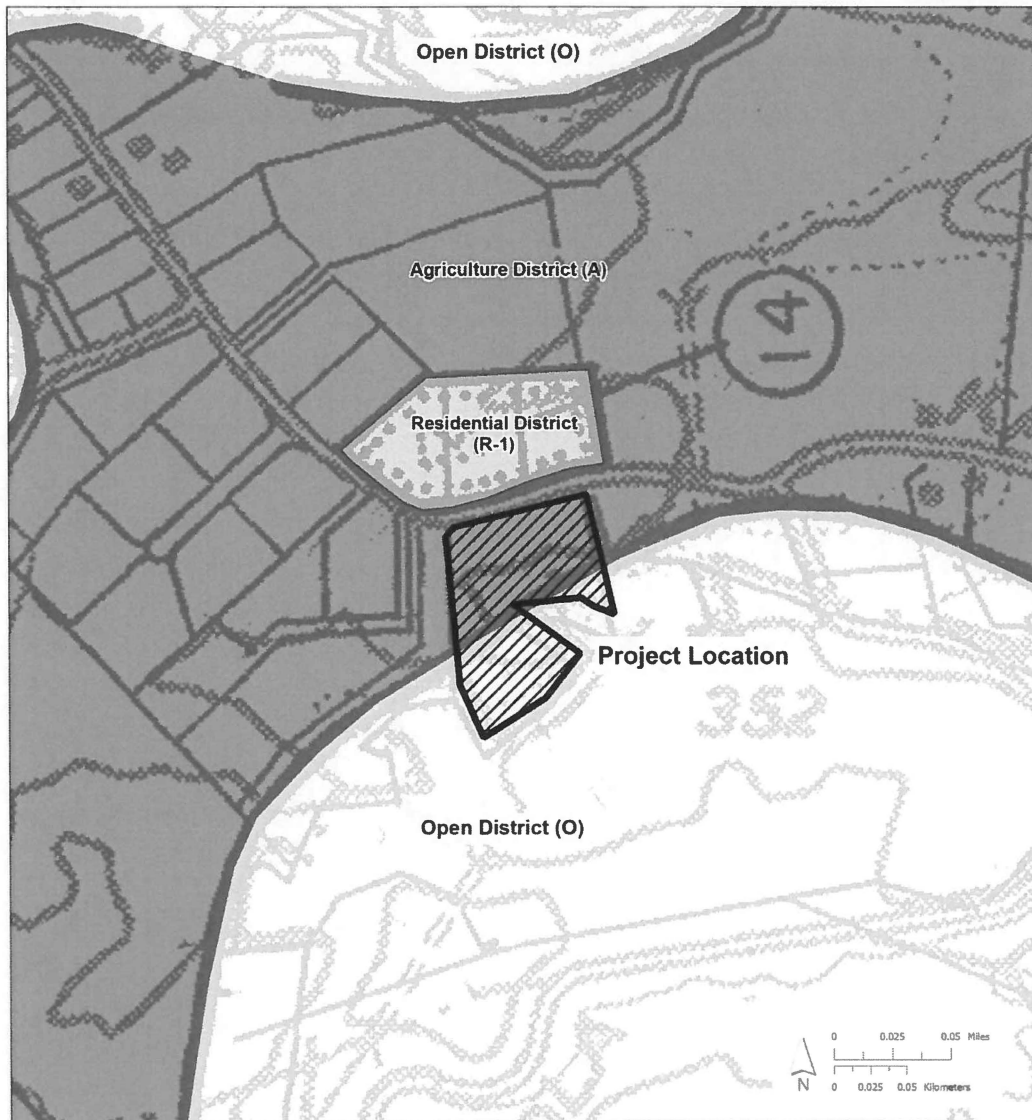 Open District (O)
Agriculture District (A)
14
Residential District
(R-1)
Project Location
352
Open District (O)
0 0.025 0.05 Miles
0 0.025 0.05 Kilometers
N